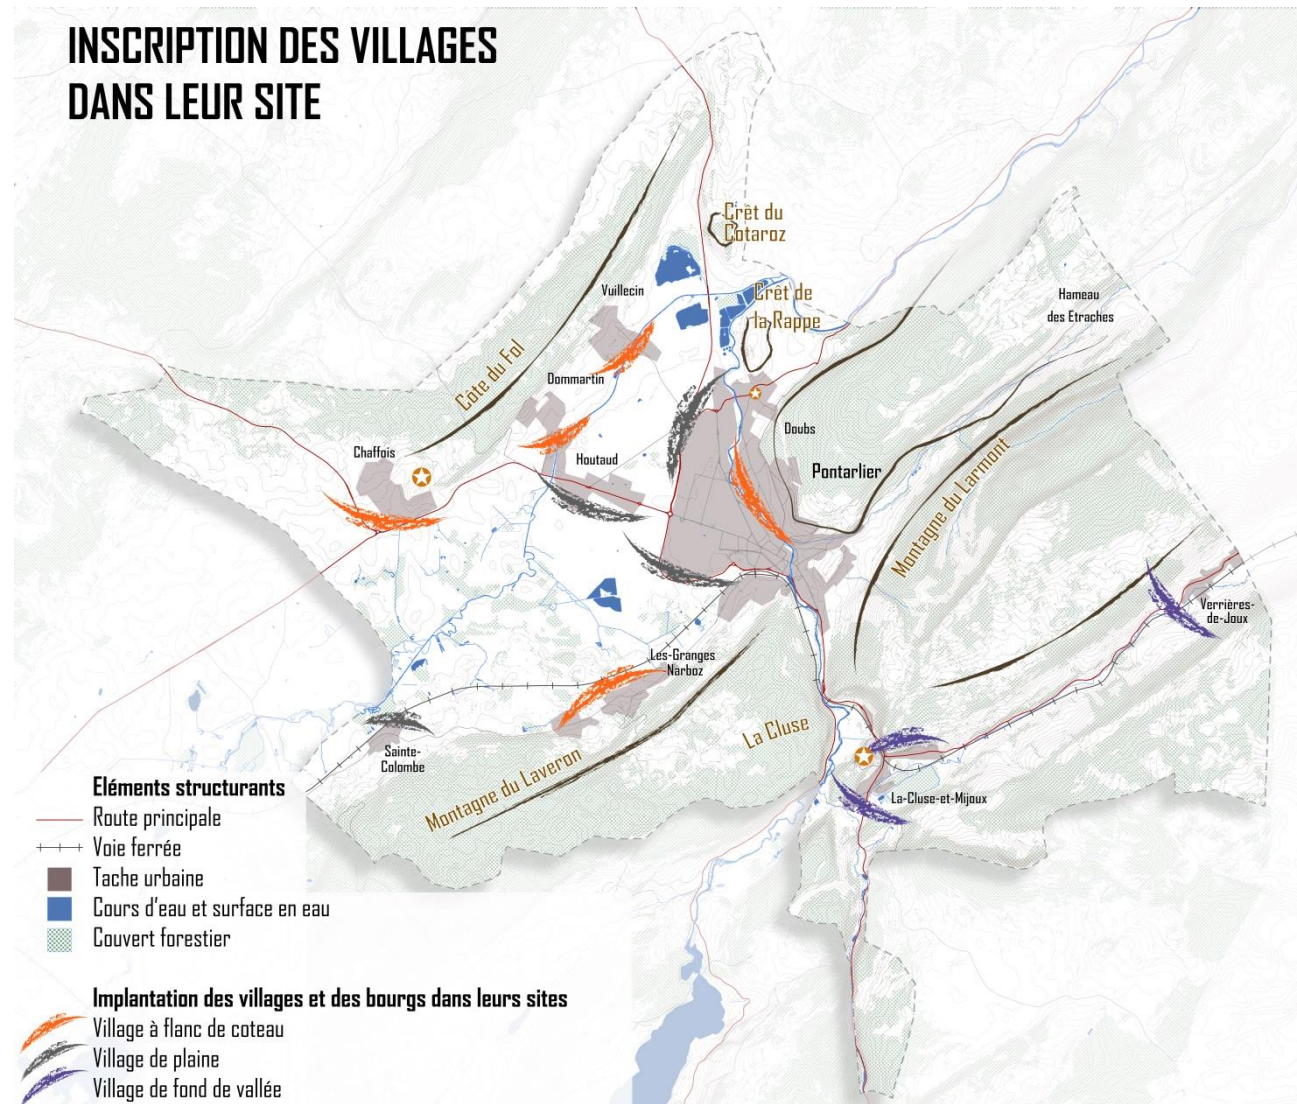 INSCRIPTION DES VILLAGES
DANS LEUR SITE
Crêt du
Cotaroz
Vuillecin
Crêt de
la Rappe
Hameau
des Etraches
Côte du Fol
Dommartin
Doubs
Chaffois
Houtaud
Pontarlier
Montagne du Larmont
Verrières-
de-Joux
Les-Granges
Narboz
La Cluse
Sainte-
Colombe
Montagne du Laveron
La-Cluse-et-Mijoux
Eléments structurants
Route principale
Voie ferrée
Tache urbaine
Cours d'eau et surface en eau
Couvert forestier
Implantation des villages et des bourgs dans leurs sites
Village à flanc de coteau
Village de plaine
Village de fond de vallée